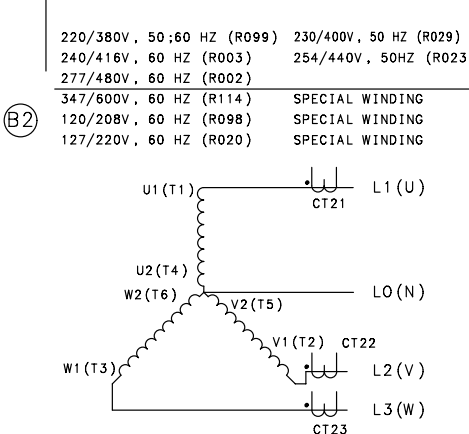 220/380V, 50;60 HZ (R099) 230/400V, 50 HZ (R029)
240/416V, 60 HZ (R003) 254/440V, 50HZ (R023
277/480V, 60 HZ (R002)
B2
347/600V, 60 HZ (R114) SPECIAL WINDING
120/208V, 60 HZ (R098) SPECIAL WINDING
127/220V, 60 HZ (R020) SPECIAL WINDING
U1(T1) L1(U)
CT21
U2(T4)
W2(T6) V2(T5) L0(N)
V1(T2) CT22
W1(T3) L2(V)
L3(W)
CT23